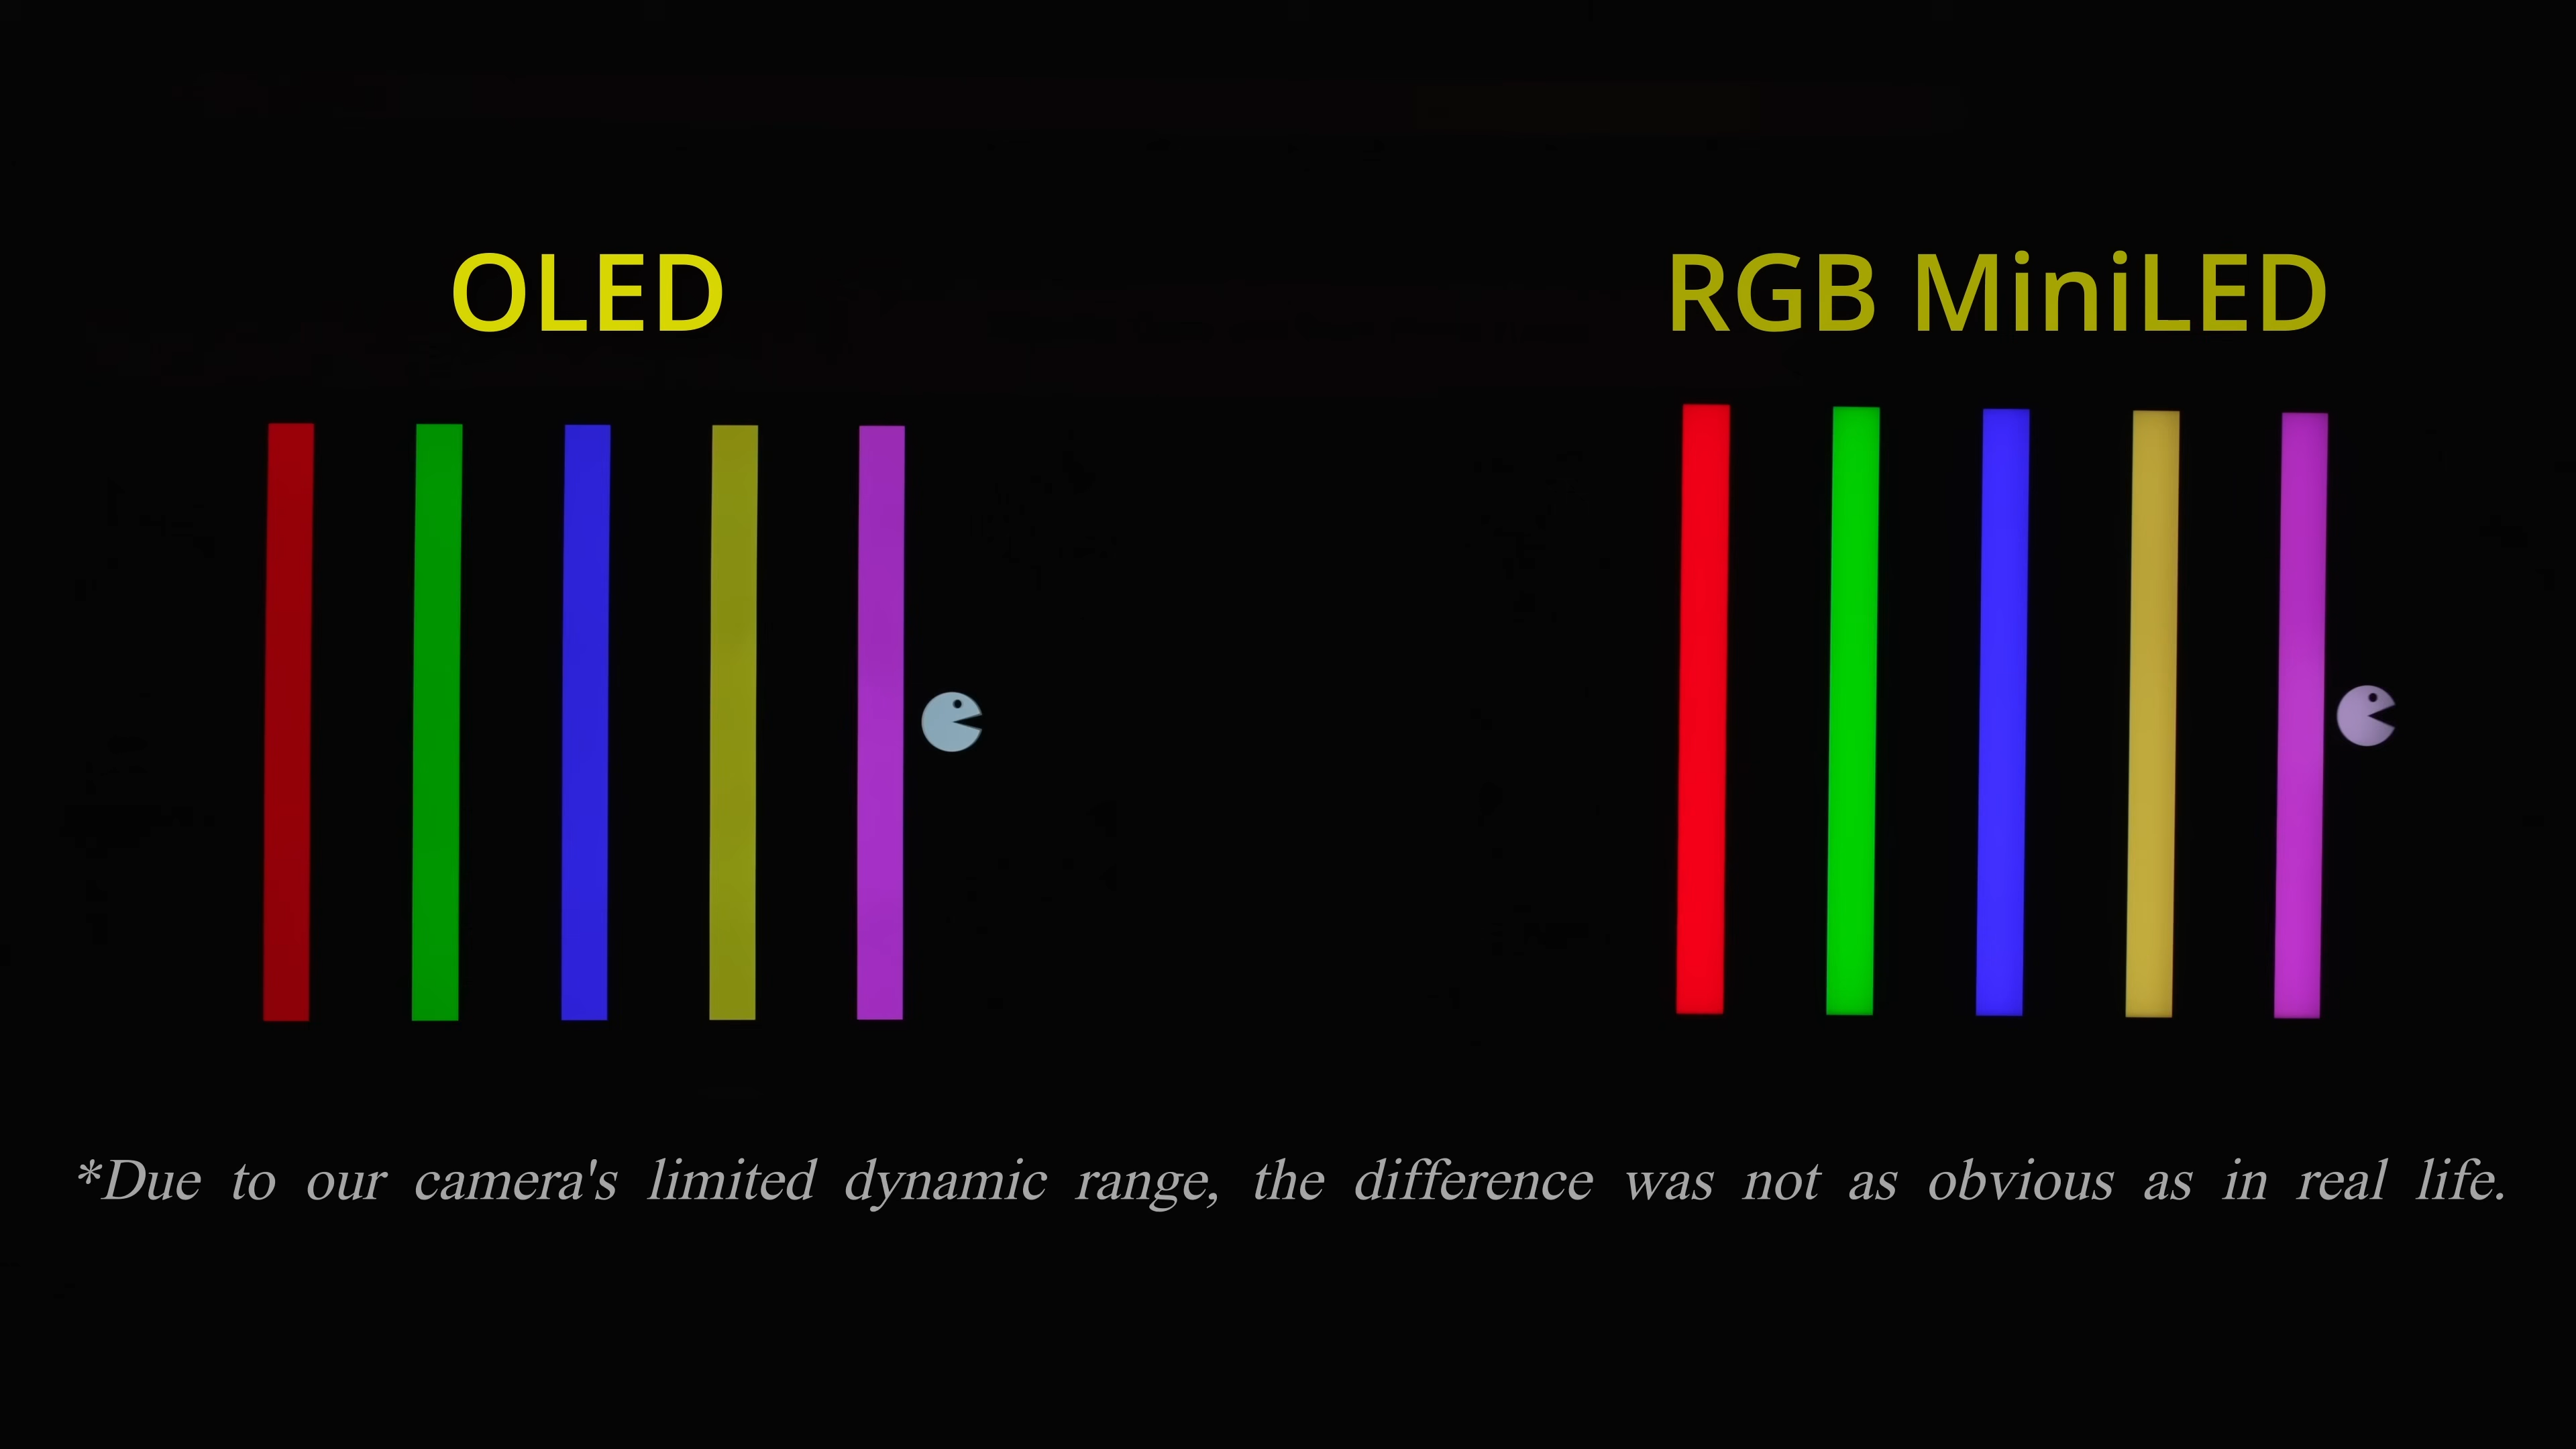 OLED
RGB MiniLED
*Due to our camera's limited dynamic range, the difference was not as obvious as in real life.